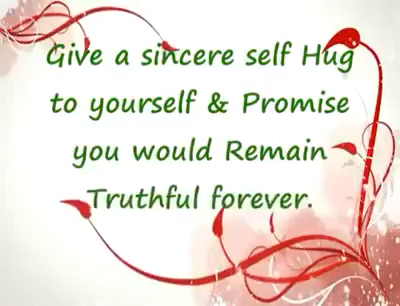 Give a sincere self Hug
to yourself & Promise
you would Remain
Truthful forever.